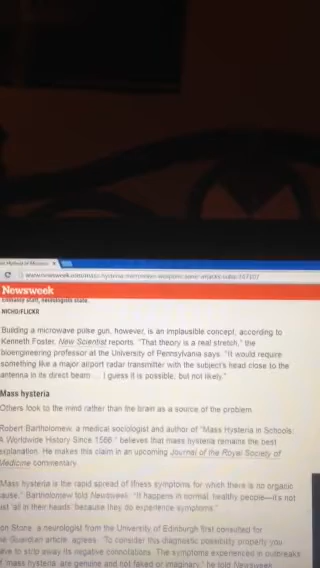 www.newsweek.com/mass-hysteria-
Newsweek
Embassy staff, neurologists state.
NICHD/FLICKR
Building a microwave pulse gun, however, is an implausible concept, according to
Kenneth Foster, New Scientist reports. "That theory is a real stretch," the
bioengineering professor at the University of Pennsylvania says. "It would require
something like a major airport radar transmitter with the subject's head close to the
antenna in its direct beam ... I guess it is possible, but not likely."
Mass hysteria
Others look to the mind rather than the brain as a source of the problem.
Robert Bartholomew, a medical sociologist and author of "Mass Hysteria in Schools:
A Worldwide History Since 1566," believes that mass hysteria remains the best
explanation. He makes this claim in an upcoming Journal of the Royal Society of
Medicine commentary.
"Mass hysteria is the rapid spread of illness symptoms for which there is no organic
cause," Bartholomew told Newsweek. "It happens in normal, healthy people—it's not
just 'all in their heads' because they do experience symptoms."
on Stone, a neurologist from the University of Edinburgh first consulted for
Guardian article, agrees. "To consider this diagnostic possibility properly you
ave to strip away its negative connotations. The symptoms experienced in outbreaks
f 'mass hysteria' are genuine and not faked or imaginary," he told Newsweek.